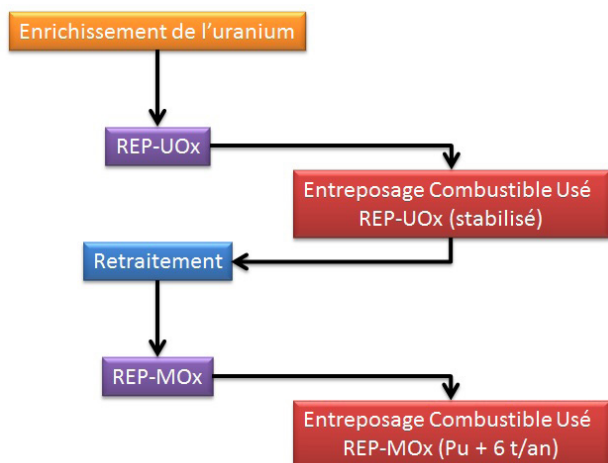 Enrichissement de l'uranium
REP-UOx
Entreposage Combustible Usé
REP-UOx (stabilisé)
Retraitement
REP-MOx
Entreposage Combustible Usé
REP-MOx (Pu + 6 t/an)